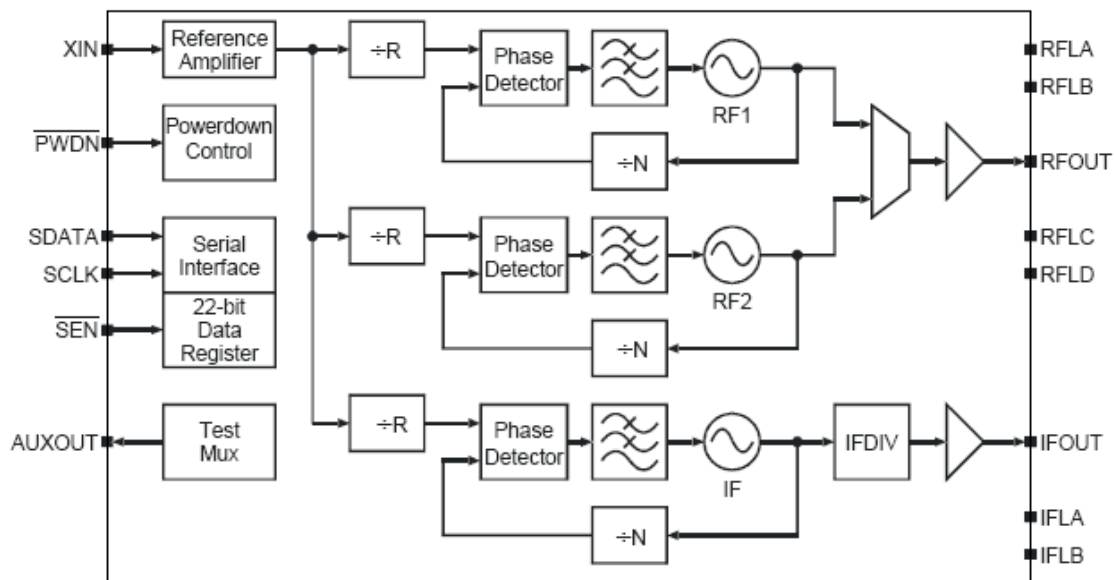 XIN
Reference
Amplifier
÷R
Phase
Detector
RF1
÷N
RFLA
RFLB
PWDN
Powerdown
Control
RFOUT
SDATA
SCLK
Serial
Interface
SEN
22-bit
Data
Register
÷R
Phase
Detector
RF2
÷N
RFLC
RFLD
AUXOUT
Test
Mux
÷R
Phase
Detector
IF
÷N
IFDIV
IFOUT
IFLA
IFLB